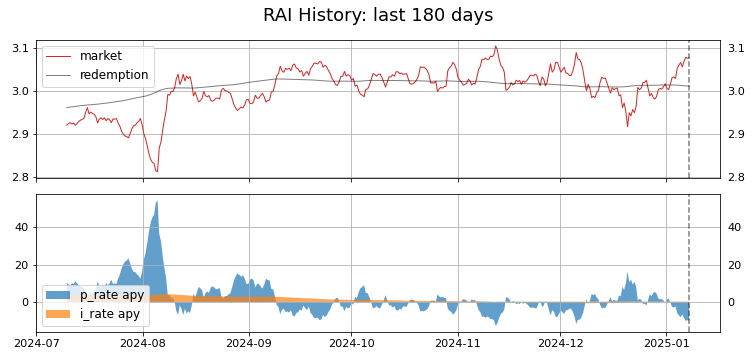 RAI History: last 180 days
3.1 3.1
market
redemption
3.0 3.0
2.9 2.9
2.8 2.8
40 40
20 20
p_rate apy
0 0
i_rate apy
2024-07 2024-08 2024-09 2024-10 2024-11 2024-12 2025-01